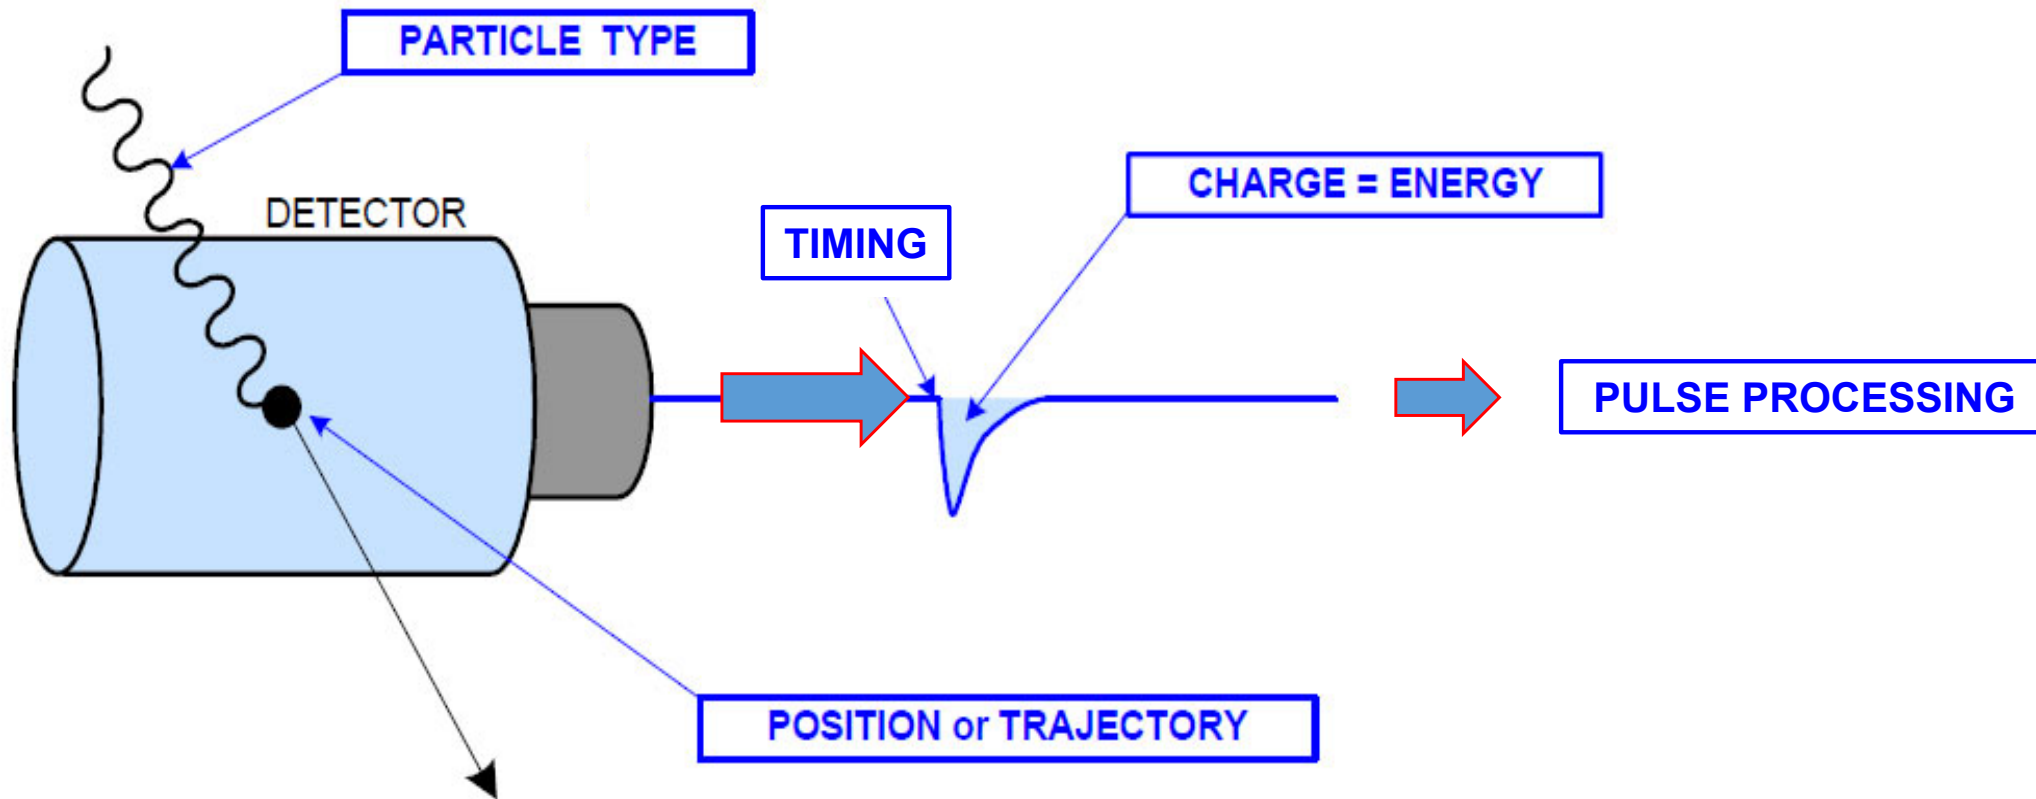 PARTICLE TYPE
CHARGE = ENERGY
DETECTOR
TIMING
PULSE PROCESSING
POSITION or TRAJECTORY